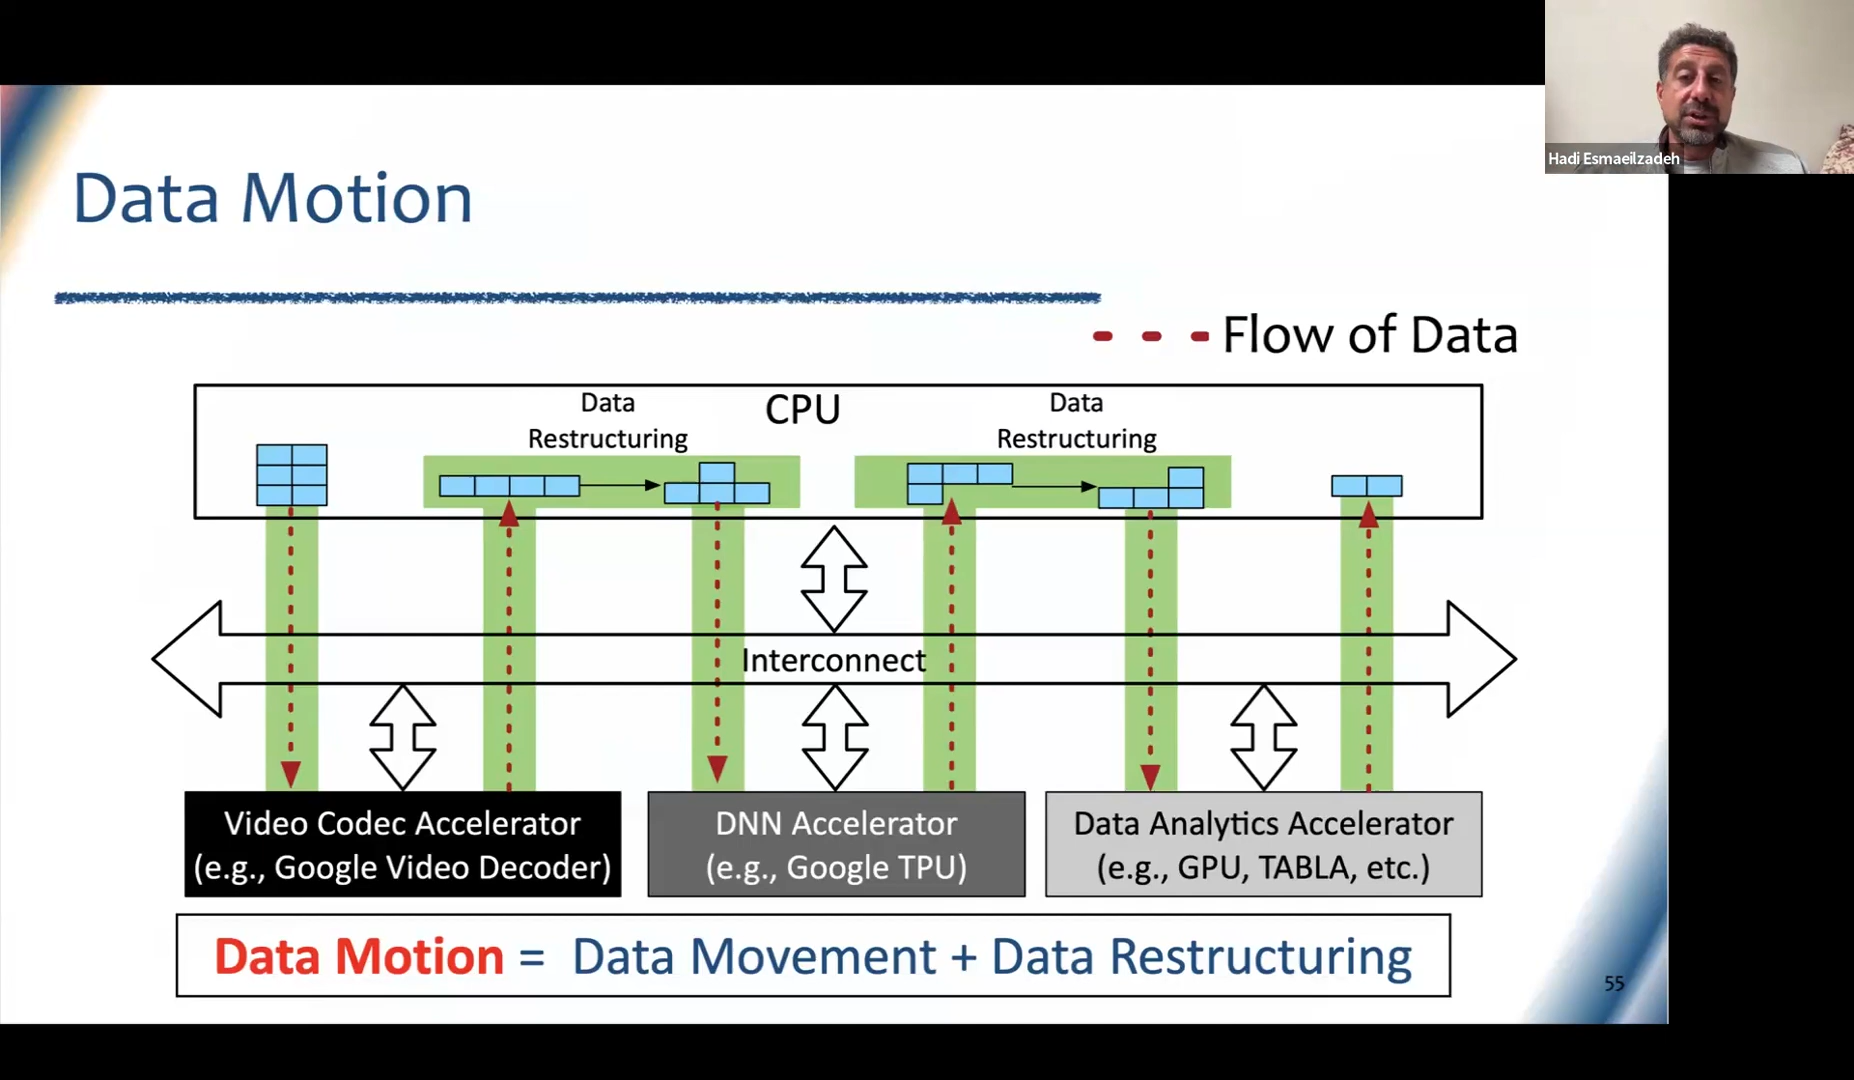 Hadi Esmaeilzadeh
Data Motion
Flow of Data
CPU
Data
Restructuring
Data
Restructuring
Interconnect
Video Codec Accelerator
(e.g., Google Video Decoder)
DNN Accelerator
(e.g., Google TPU)
Data Analytics Accelerator
(e.g., GPU, TABLA, etc.)
Data Motion = Data Movement + Data Restructuring
55